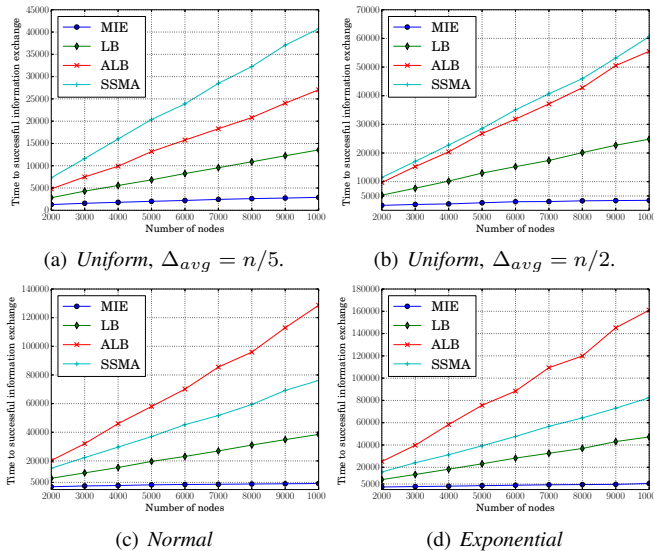 45000
40000
35000
30000
25000
20000
15000
10000
5000
0
Time to successful information exchange
MIE
LB
ALB
SSMA
2000 3000 4000 5000 6000 7000 8000 9000 1000
Number of nodes
(a) Uniform, Δavg = n/5.
70000
60000
50000
40000
30000
20000
10000
5000
Time to successful information exchange
MIE
LB
ALB
SSMA
2000 3000 4000 5000 6000 7000 8000 9000 1000
Number of nodes
(b) Uniform, Δavg = n/2.
140000
120000
100000
80000
60000
40000
20000
5000
Time to successful information exchange
MIE
LB
ALB
SSMA
2000 3000 4000 5000 6000 7000 8000 9000 1000
Number of nodes
(c) Normal
180000
160000
140000
120000
100000
80000
60000
40000
20000
5000
Time to successful information exchange
MIE
LB
ALB
SSMA
2000 3000 4000 5000 6000 7000 8000 9000 1000
Number of nodes
(d) Exponential